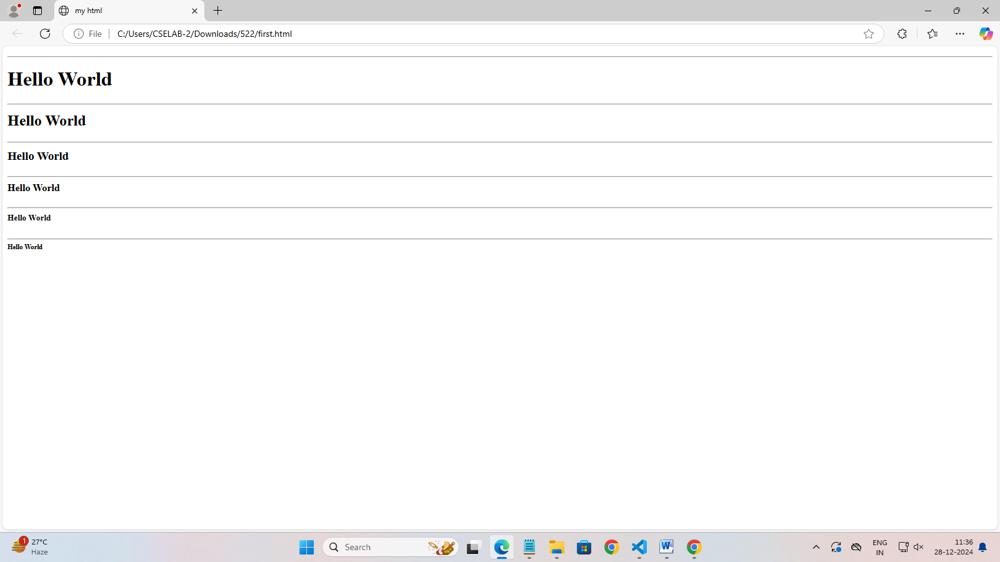 my html
File
C:/Users/CSELAB-2/Downloads/522/first.html
Hello World
Hello World
Hello World
Hello World
Hello World
Hello World
1
27°C
Haze
Search
W
ENG
IN
11:36
28-12-2024